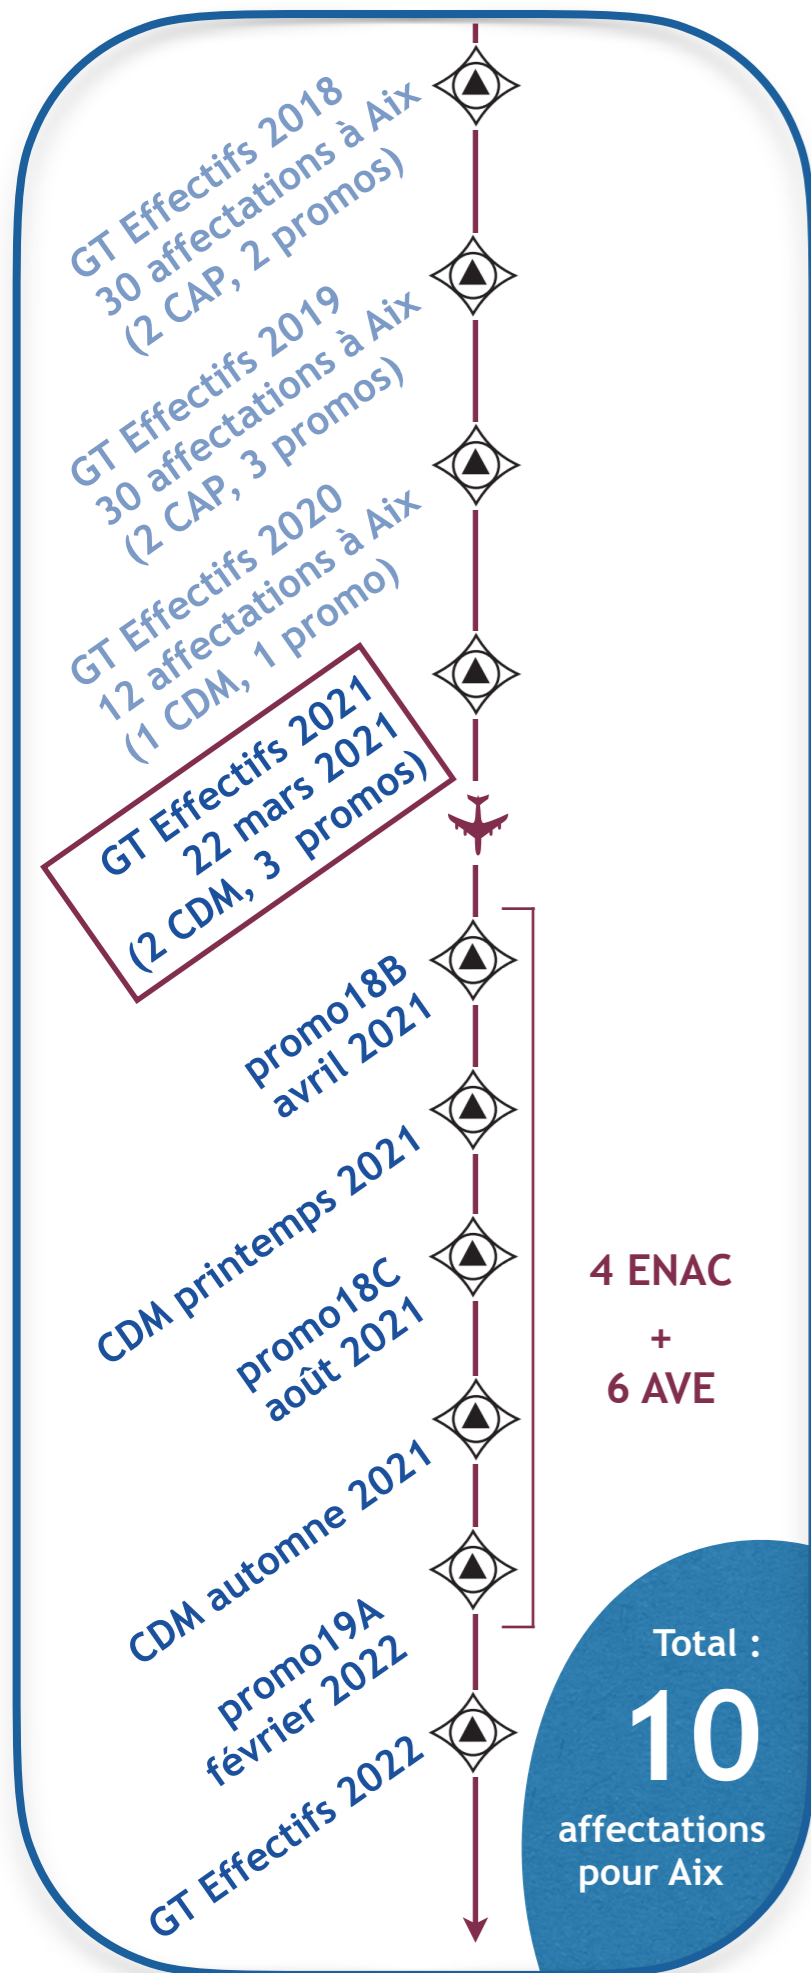 GT Effectifs 2018
30 affectations à Aix
(2 CAP, 2 promos)
GT Effectifs 2019
30 affectations à Aix
(2 CAP, 3 promos)
GT Effectifs 2020
12 affectations à Aix
(1 CDM, 1 promo)
GT Effectifs 2021
22 mars 2021
(2 CDM, 3 promos)
promo18B
avril 2021
CDM printemps 2021
promo18C
août 2021
CDM automne 2021
promo19A
février 2022
GT Effectifs 2022
4 ENAC
+
6 AVE
Total :
10
affectations
pour Aix